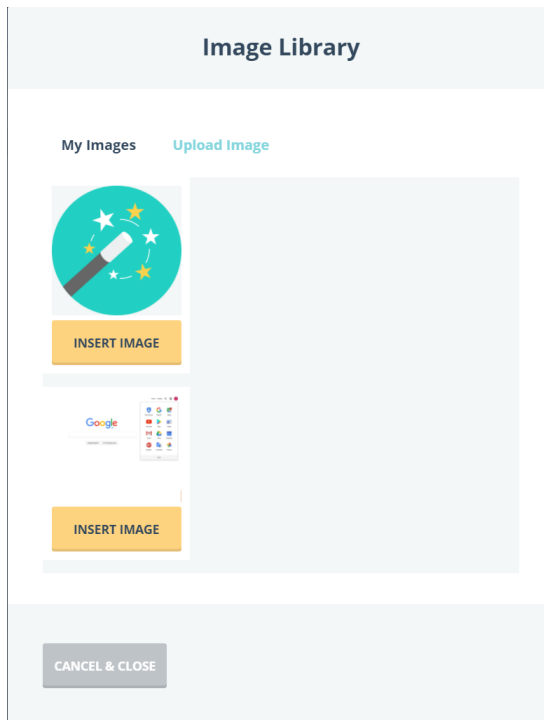 Image Library
My Images
Upload Image
INSERT IMAGE
Google
INSERT IMAGE
CANCEL & CLOSE